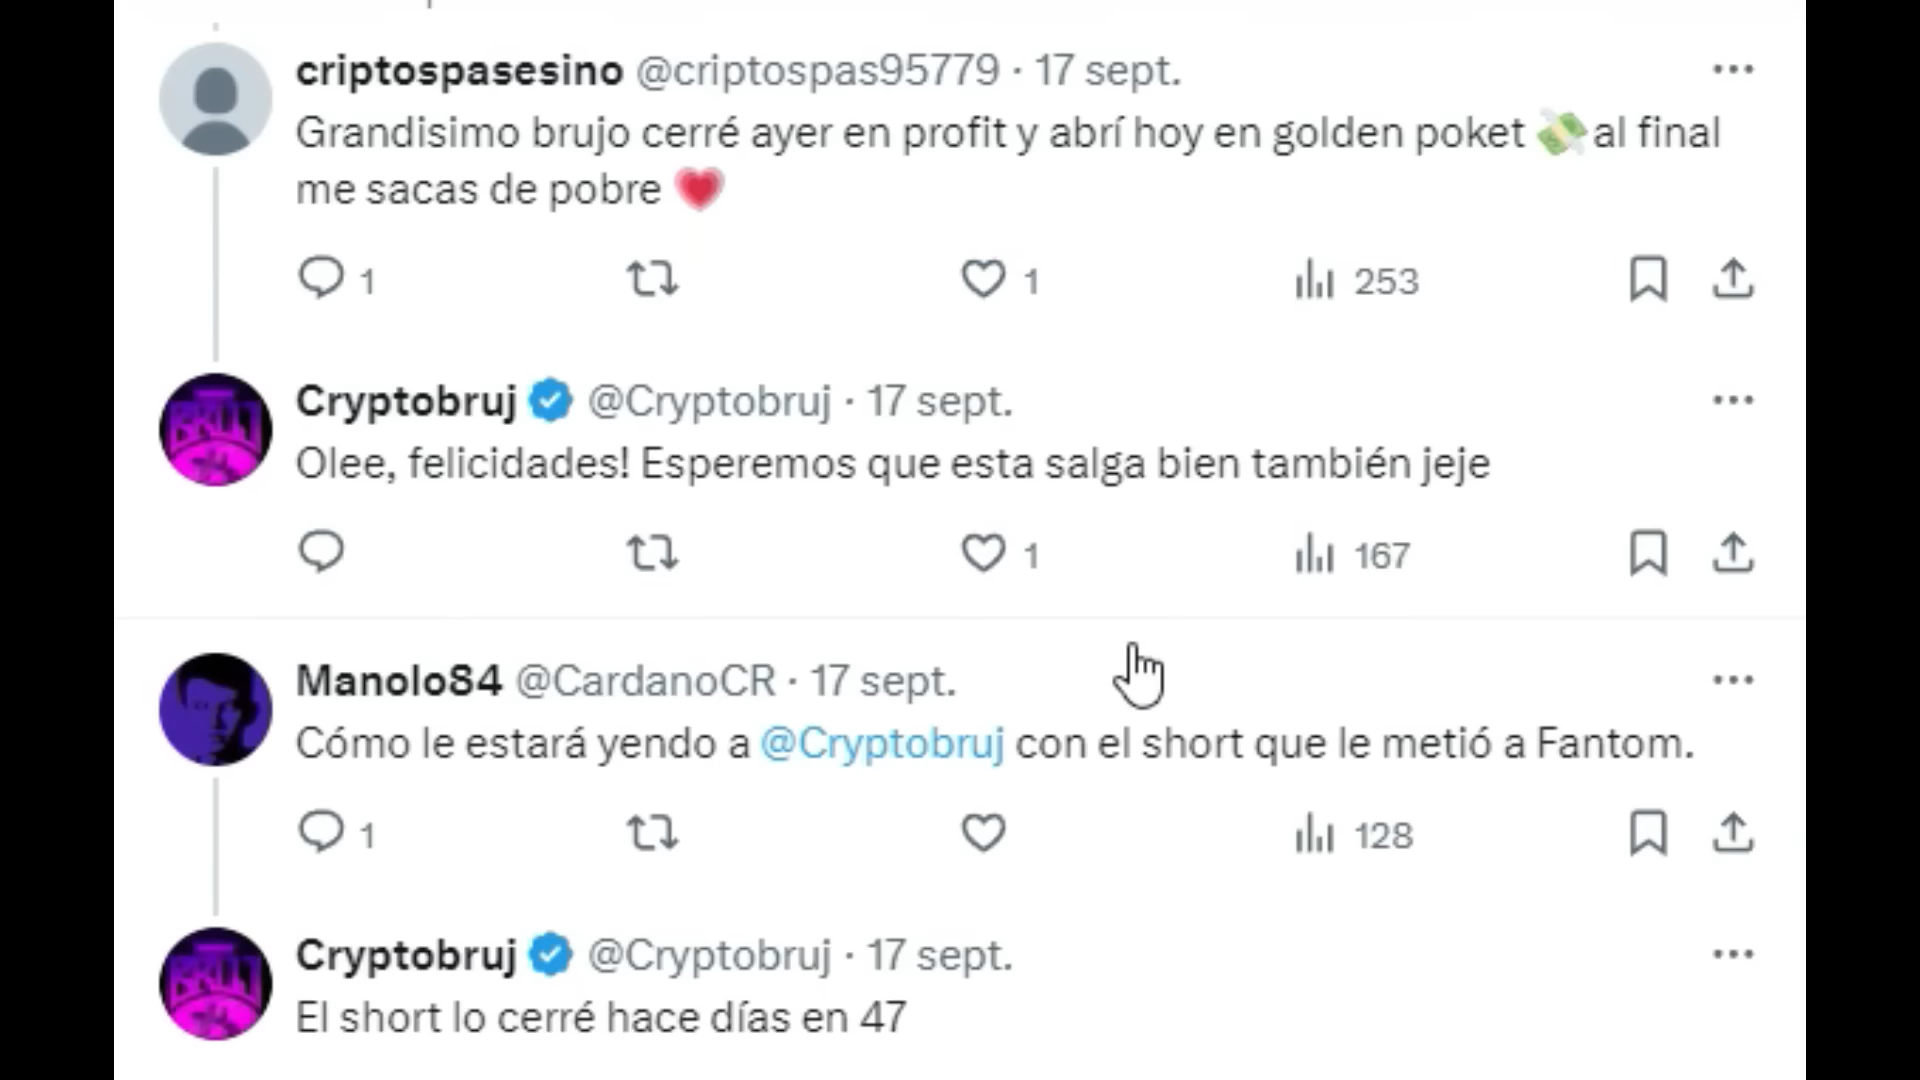 criptospasesino @criptospas95779 · 17 sept.
Grandisimo brujo cerré ayer en profit y abrí hoy en golden poket 💸 al final
me sacas de pobre 💗
1 1 253
Cryptobruj @Cryptobruj · 17 sept.
Olee, felicidades! Esperemos que esta salga bien también jeje
1 167
Manolo84 @CardanoCR · 17 sept.
Cómo le estará yendo a @Cryptobruj con el short que le metió a Fantom.
1 128
Cryptobruj @Cryptobruj · 17 sept.
El short lo cerré hace días en 47